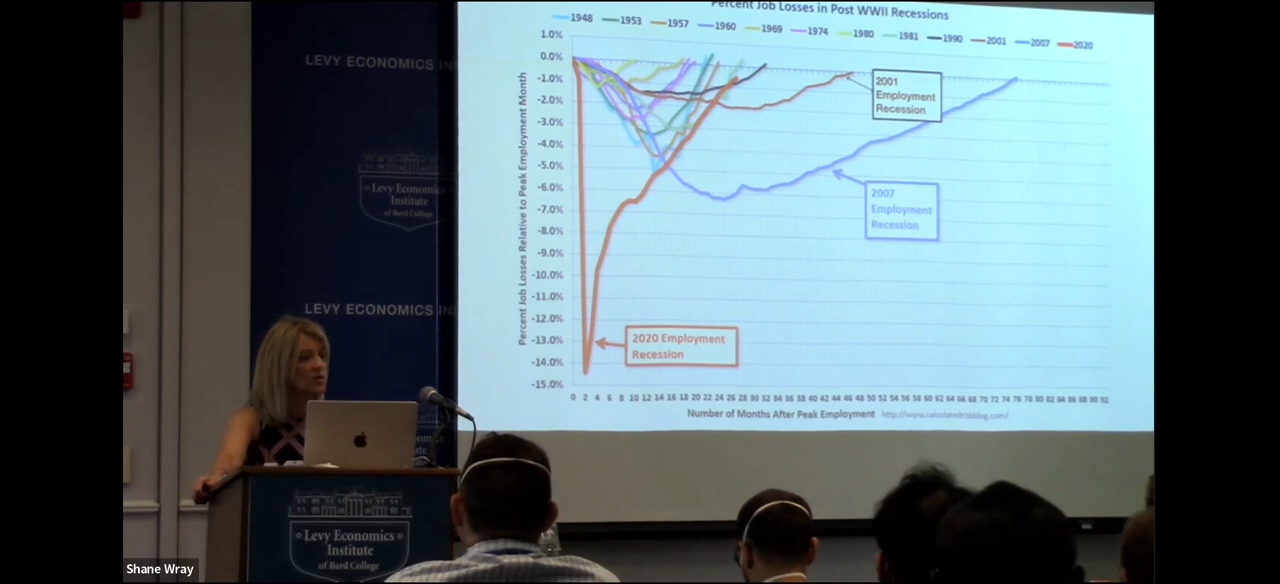 Percent Job Losses in Post WWII Recessions
1948 1953 1957 1960 1969 1974 1980 1981 1990 2001 2007 2020
LEVY ECONOMICS IN
Levy Economics
Institute
of Bard College
LEVY ECONOMICS IN
Percent Job Losses Relative to Peak Employment Month
1.0%
0.0%
-1.0%
-2.0%
-3.0%
-4.0%
-5.0%
-6.0%
-7.0%
-8.0%
-9.0%
-10.0%
-11.0%
-12.0%
-13.0%
-14.0%
-15.0%
2001
Employment
Recession
2007
Employment
Recession
2020 Employment
Recession
0 2 4 6 8 10 12 14 16 18 20 22 24 26 28 30 32 34 36 38 40 42 44 46 48 50 52 54 56 58 60 62 64 66 68 70 72 74 76 78 80 82 84 86 88 90 92
Number of Months After Peak Employment http://www.calculatedriskblog.com/
Levy Economics
Institute
of Bard College
Shane Wray